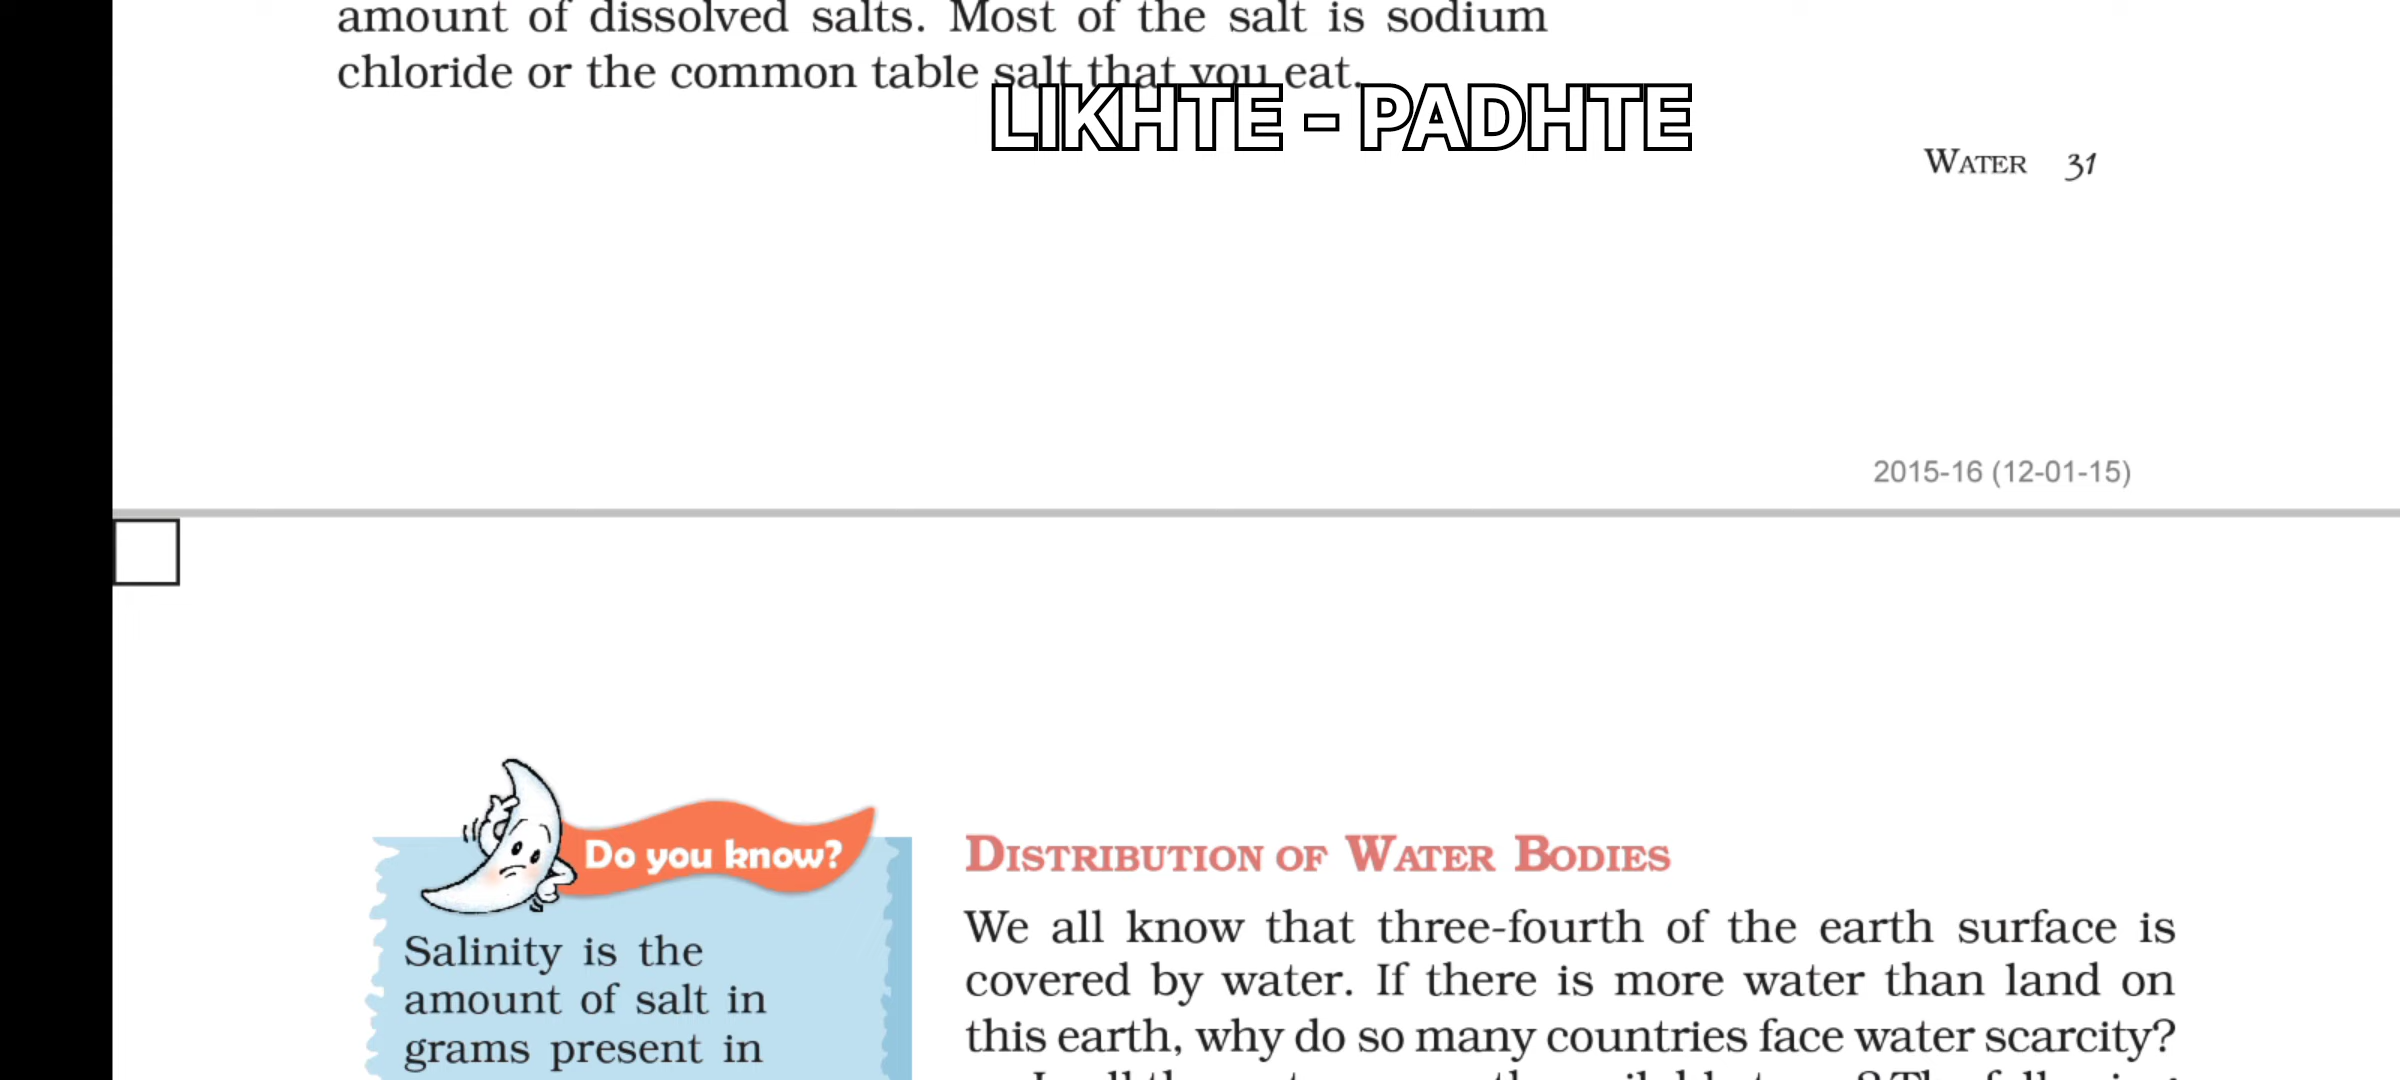 amount of dissolved salts. Most of the salt is sodium
chloride or the common table salt that you eat.
LIKHTE - PADHTE
WATER 31
2015-16 (12-01-15)
Do you know?
Salinity is the
amount of salt in
grams present in
DISTRIBUTION OF WATER BODIES
We all know that three-fourth of the earth surface is
covered by water. If there is more water than land on
this earth, why do so many countries face water scarcity?